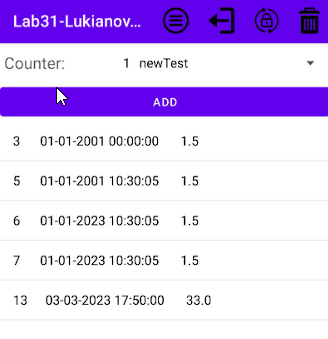 Lab31-Lukianov...
Counter: 1 newTest
ADD
3 01-01-2001 00:00:00 1.5
5 01-01-2001 10:30:05 1.5
6 01-01-2023 10:30:05 1.5
7 01-01-2023 10:30:05 1.5
13 03-03-2023 17:50:00 33.0